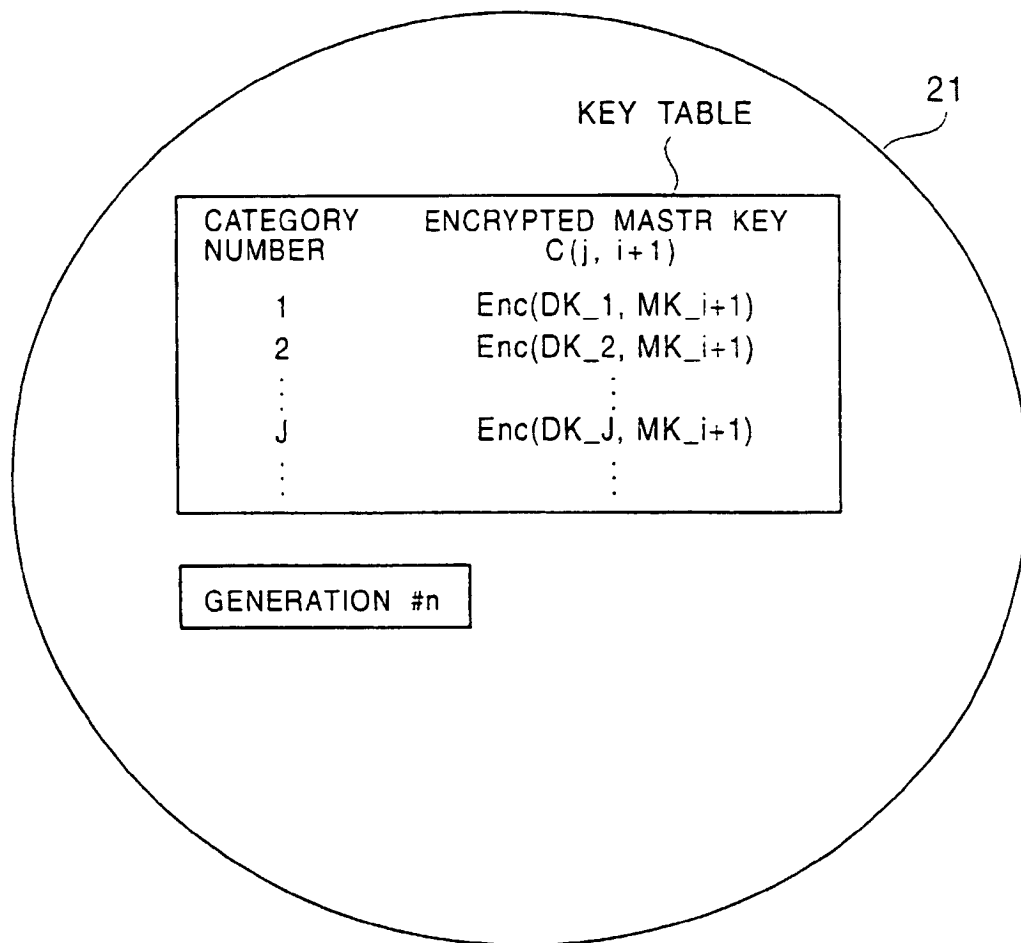 21
KEY TABLE
CATEGORY ENCRYPTED MASTR KEY
NUMBER C(j, i+1)
1 Enc(DK_1, MK_i+1)
2 Enc(DK_2, MK_i+1)
J Enc(DK_J, MK_i+1)
GENERATION #n